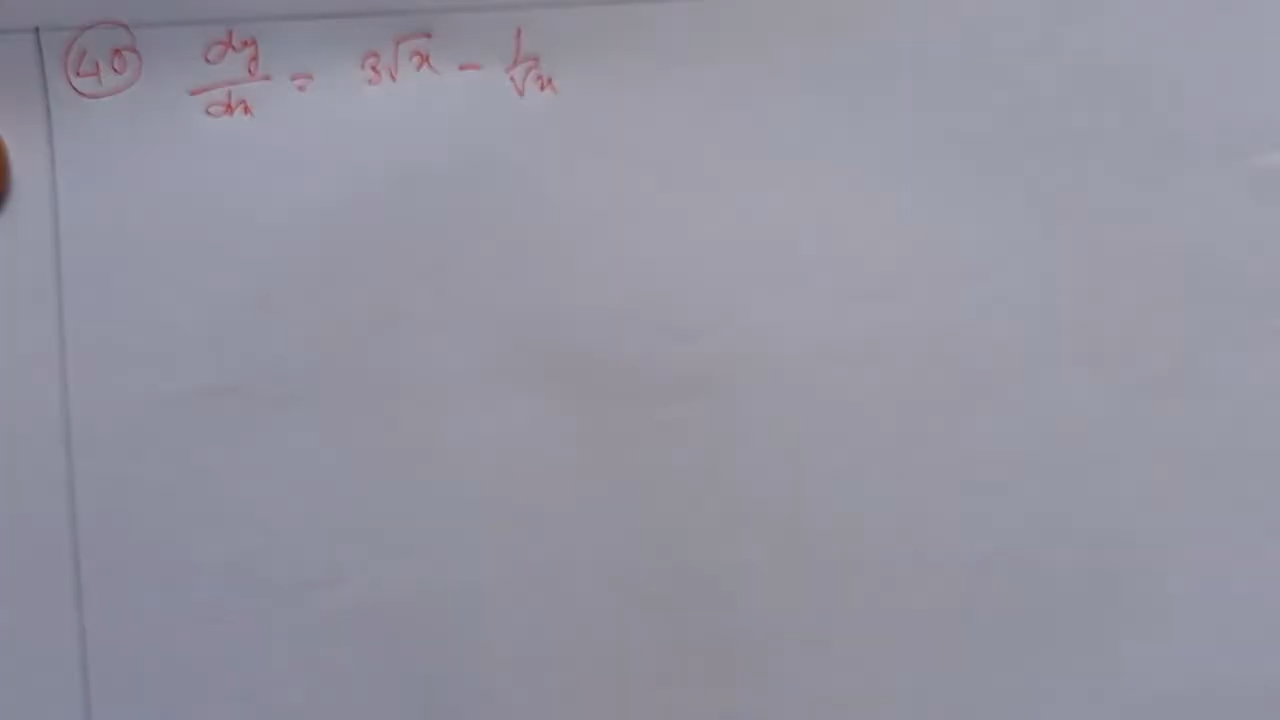 40 dy/dx = 3√x - 1/√x